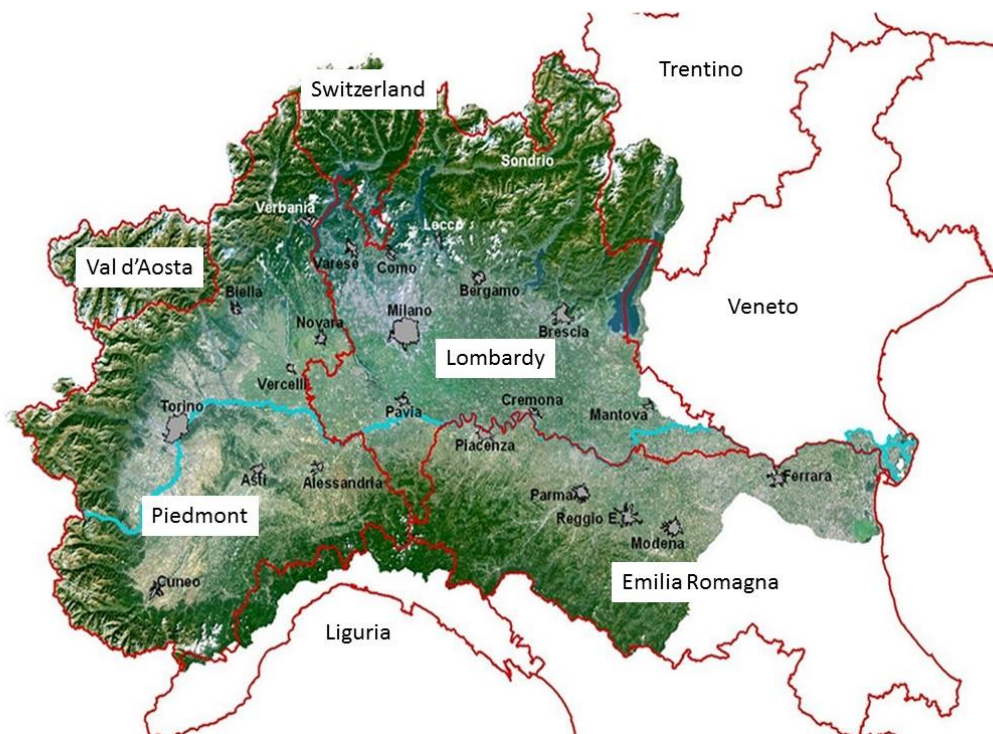 Trentino
Switzerland
Sondrio
Verbania
Lecco
Varese
Como
Val d'Aosta
Biella
Bergamo
Veneto
Novara
Milano
Brescia
Lombardy
Vercelli
Torino
Pavia
Cremona
Mantova
Piacenza
Asti
Alessandria
Ferrara
Parma
Piedmont
Reggio E.
Modena
Cuneo
Emilia Romagna
Liguria